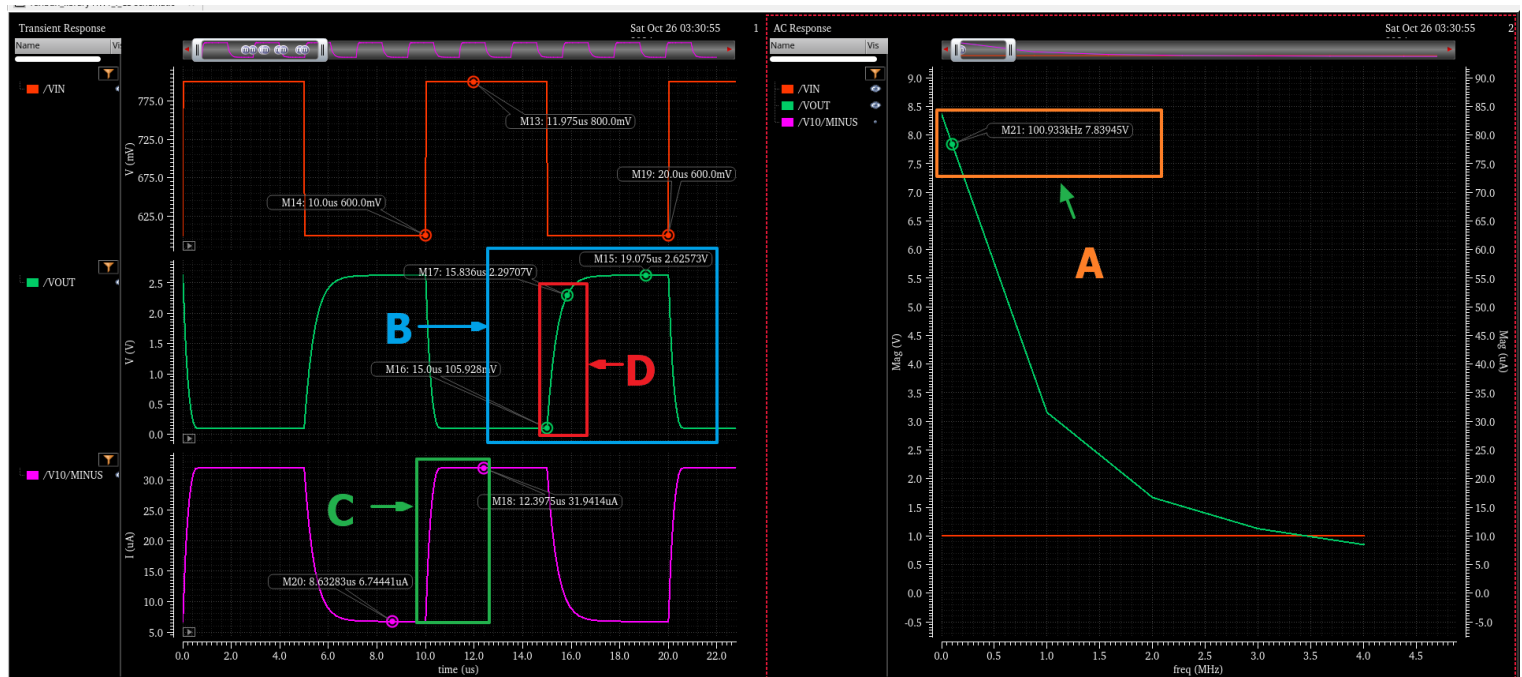 Transient Response
Sat Oct 26 03:30:55
1
Name
Vis
/VIN
775.0
725.0
675.0
625.0
V (mV)
M13: 11.975us 800.0mV
M19: 20.0us 600.0mV
M14: 10.0us 600.0mV
/VOUT
2.5
2.0
1.5
1.0
0.5
0.0
V (V)
M15: 19.075us 2.62573V
M17: 15.836us 2.29707V
B
D
M16: 15.0us 105.928mV
/V10/MINUS
30.0
25.0
20.0
15.0
10.0
5.0
I (uA)
M18: 12.3975us 31.9414uA
C
M20: 8.63283us 6.74441uA
0.0 2.0 4.0 6.0 8.0 10.0 12.0 14.0 16.0 18.0 20.0 22.0
time (us)
AC Response
Sat Oct 26 03:30:55
2
Name
Vis
/VIN
/VOUT
/V10/MINUS
9.0
8.5
8.0
7.5
7.0
6.5
6.0
5.5
5.0
4.5
4.0
3.5
3.0
2.5
2.0
1.5
1.0
0.5
0.0
-0.5
Mag (V)
M21: 100.933kHz 7.83945V
A
90.0
85.0
80.0
75.0
70.0
65.0
60.0
55.0
50.0
45.0
40.0
35.0
30.0
25.0
20.0
15.0
10.0
5.0
0.0
-5.0
Mag (uA)
0.0 0.5 1.0 1.5 2.0 2.5 3.0 3.5 4.0 4.5
freq (MHz)